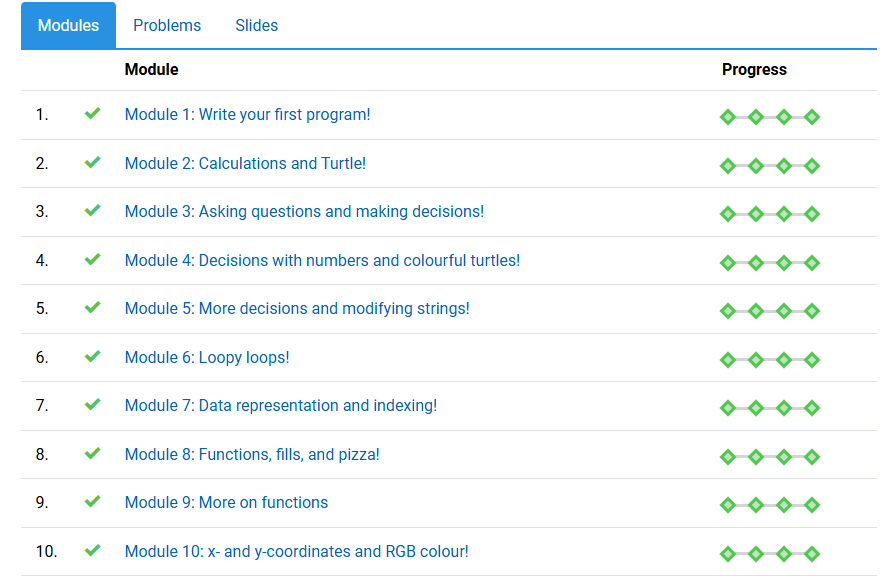 Modules Problems Slides
Module Progress
1. Module 1: Write your first program!
2. Module 2: Calculations and Turtle!
3. Module 3: Asking questions and making decisions!
4. Module 4: Decisions with numbers and colourful turtles!
5. Module 5: More decisions and modifying strings!
6. Module 6: Loopy loops!
7. Module 7: Data representation and indexing!
8. Module 8: Functions, fills, and pizza!
9. Module 9: More on functions
10. Module 10: x- and y-coordinates and RGB colour!